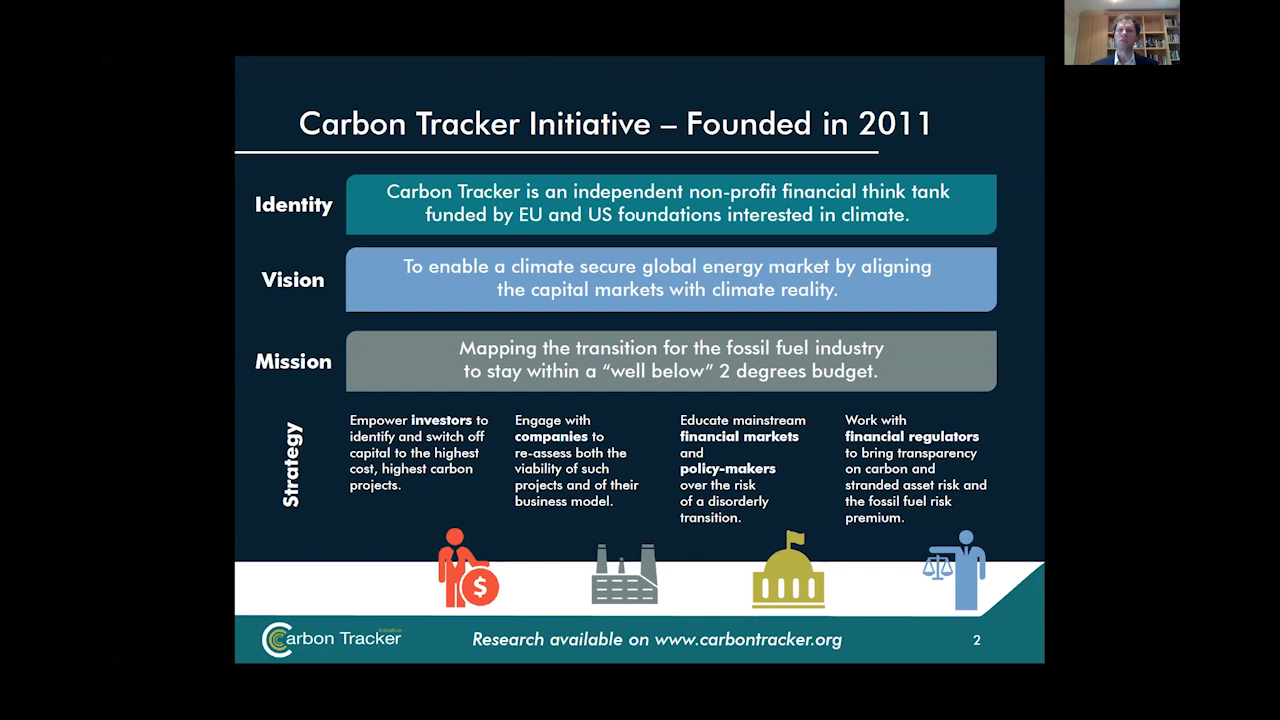 Carbon Tracker Initiative – Founded in 2011
Identity
Carbon Tracker is an independent non-profit financial think tank
funded by EU and US foundations interested in climate.
Vision
To enable a climate secure global energy market by aligning
the capital markets with climate reality.
Mission
Mapping the transition for the fossil fuel industry
to stay within a “well below” 2 degrees budget.
Strategy
Empower investors to
identify and switch off
capital to the highest
cost, highest carbon
projects.
Engage with
companies to
re-assess both the
viability of such
projects and of their
business model.
Educate mainstream
financial markets
and
policy-makers
over the risk
of a disorderly
transition.
Work with
financial regulators
to bring transparency
on carbon and
stranded asset risk and
the fossil fuel risk
premium.
$
Carbon Tracker
Initiative
Research available on www.carbontracker.org
2